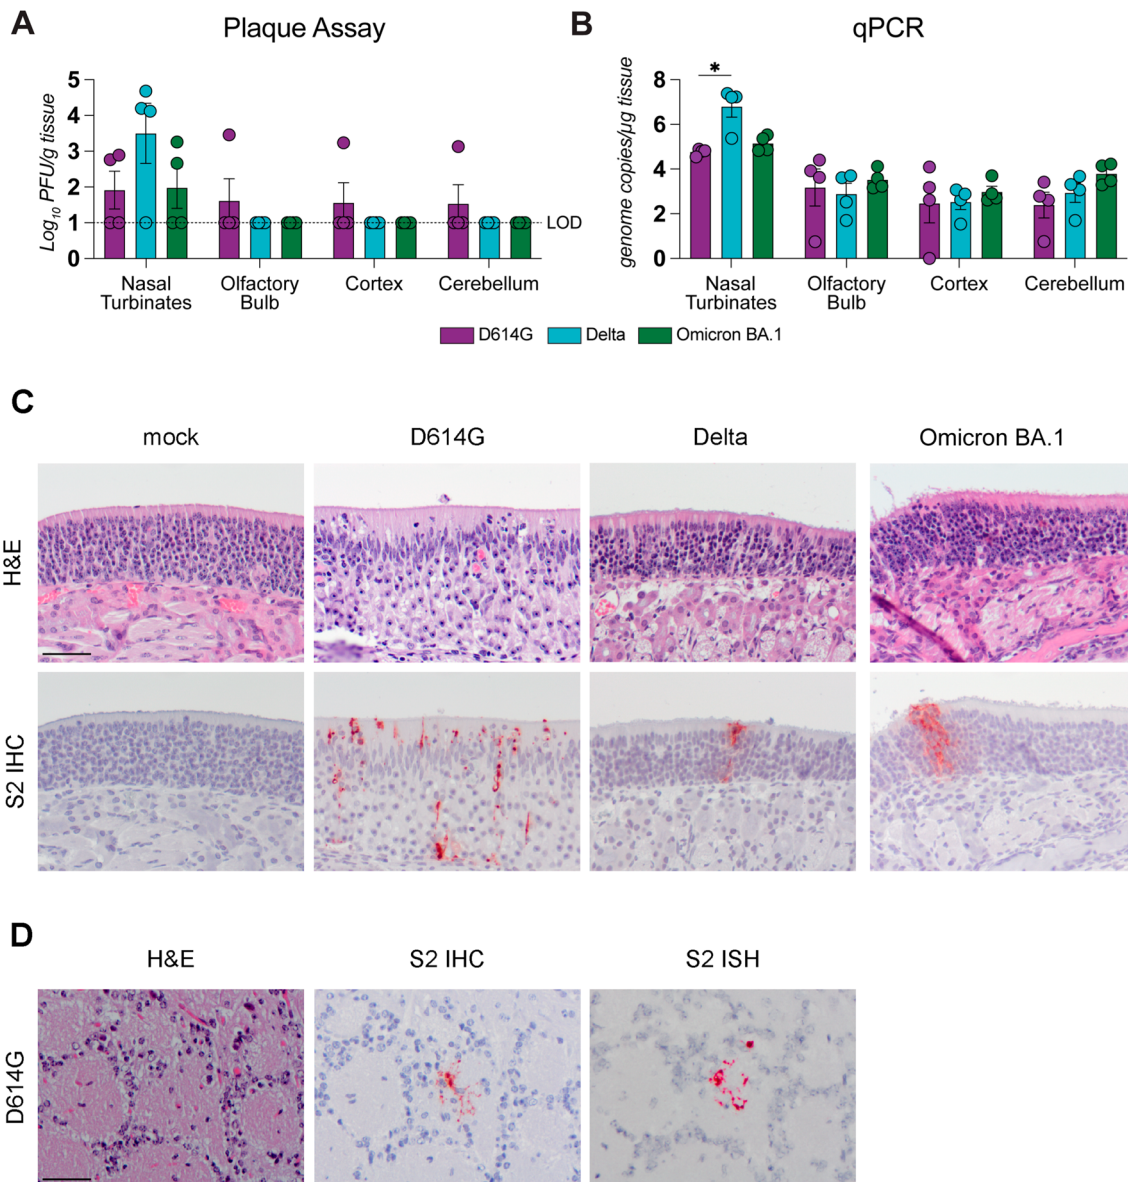 A
Plaque Assay
Log10 PFU/g tissue
5
4
3
2
1
0
LOD
Nasal Turbinates
Olfactory Bulb
Cortex
Cerebellum
B
qPCR
genome copies/µg tissue
8
6
4
2
0
*
Nasal Turbinates
Olfactory Bulb
Cortex
Cerebellum
D614G
Delta
Omicron BA.1
C
mock
D614G
Delta
Omicron BA.1
H&E
S2 IHC
D
H&E
S2 IHC
S2 ISH
D614G